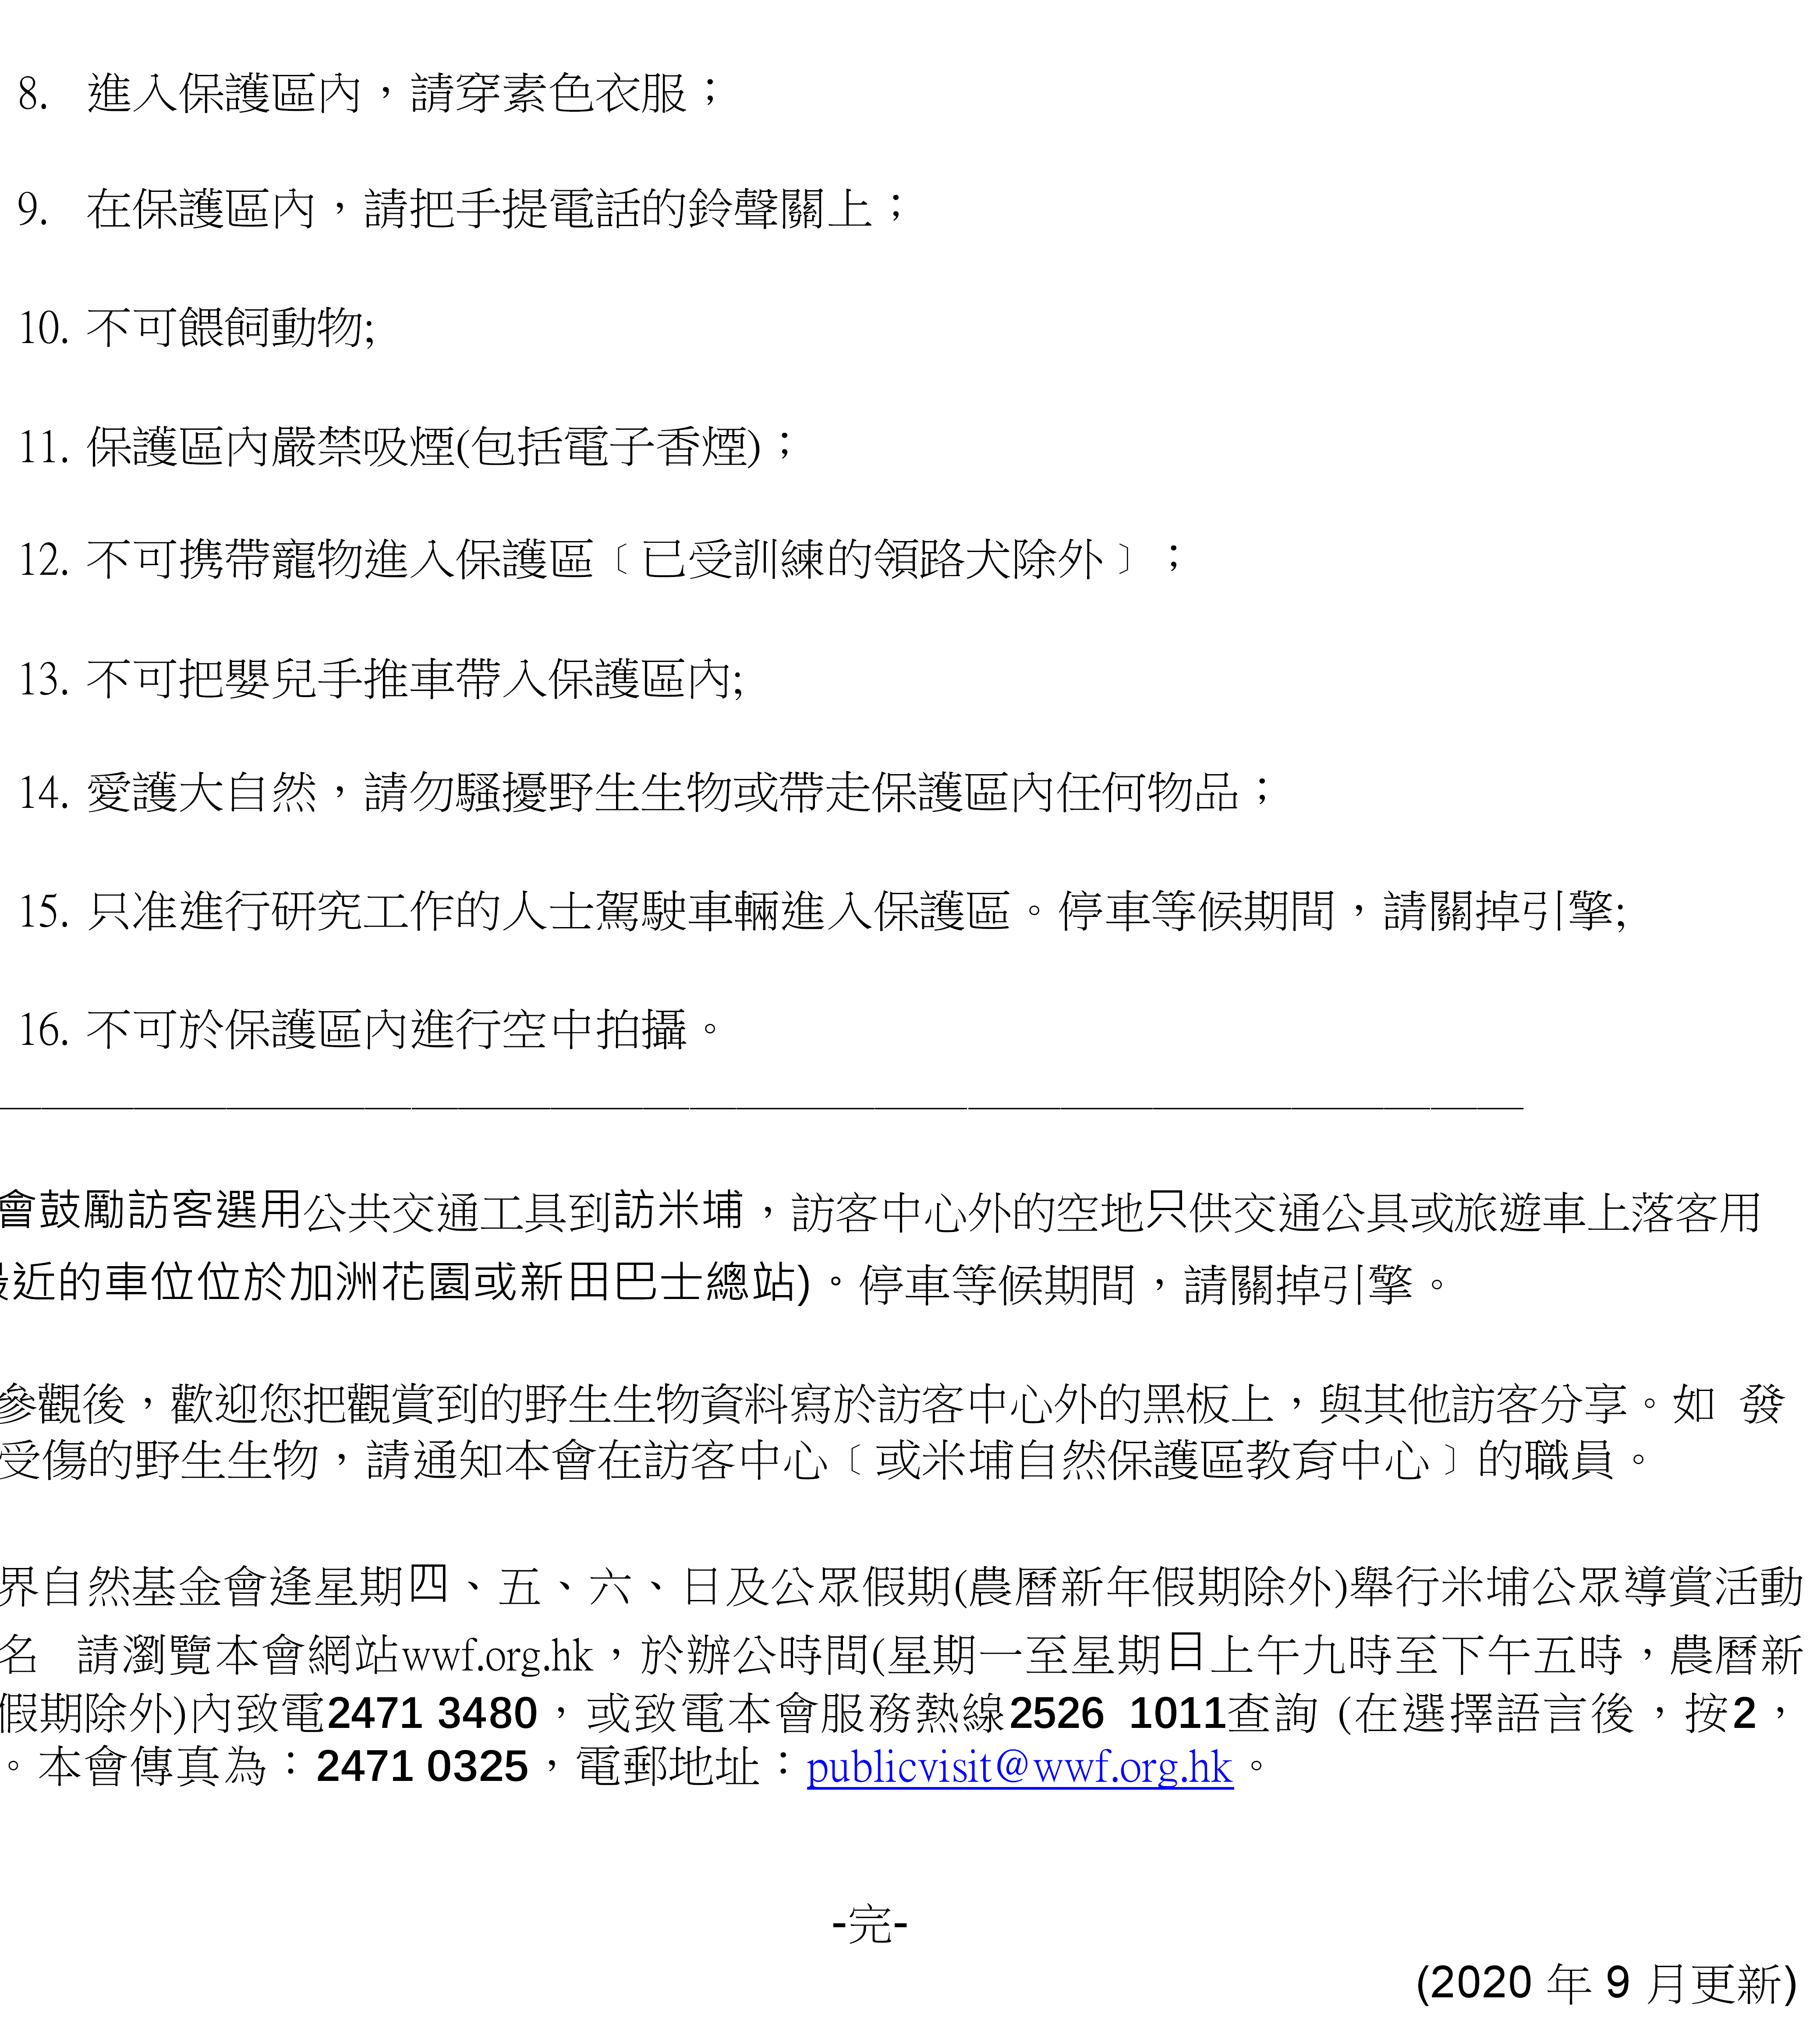 8. 進入保護區內，請穿素色衣服；
9. 在保護區內，請把手提電話的鈴聲關上；
10. 不可餵飼動物;
11. 保護區內嚴禁吸煙(包括電子香煙)；
12. 不可携帶寵物進入保護區﹝已受訓練的領路犬除外﹞；
13. 不可把嬰兒手推車帶入保護區內;
14. 愛護大自然，請勿騷擾野生生物或帶走保護區內任何物品；
15. 只准進行研究工作的人士駕駛車輛進入保護區。停車等候期間，請關掉引擎;
16. 不可於保護區內進行空中拍攝。
會鼓勵訪客選用公共交通工具到訪米埔，訪客中心外的空地只供交通公具或旅遊車上落客用
最近的車位位於加洲花園或新田巴士總站)。停車等候期間，請關掉引擎。
參觀後，歡迎您把觀賞到的野生生物資料寫於訪客中心外的黑板上，與其他訪客分享。如 發
受傷的野生生物，請通知本會在訪客中心﹝或米埔自然保護區教育中心﹞的職員。
界自然基金會逢星期四、五、六、日及公眾假期(農曆新年假期除外)舉行米埔公眾導賞活動
名 請瀏覽本會網站wwf.org.hk，於辦公時間(星期一至星期日上午九時至下午五時，農曆新
假期除外)內致電2471 3480，或致電本會服務熱線2526 1011查詢 (在選擇語言後，按2，
。本會傳真為：2471 0325，電郵地址：publicvisit@wwf.org.hk。
-完-
(2020 年 9 月更新)